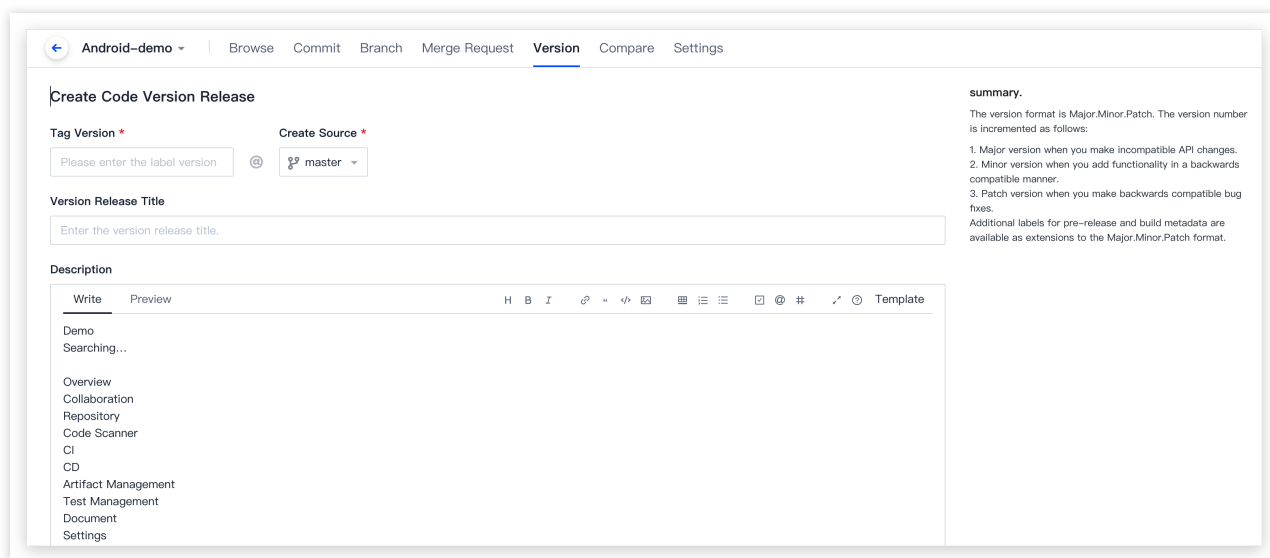 Android-demo
Browse Commit Branch Merge Request Version Compare Settings
Create Code Version Release
Tag Version * Create Source *
Please enter the label version @ master
Version Release Title
Enter the version release title.
Description
Write Preview H B I “ </> @ # ? Template
Demo
Searching...

Overview
Collaboration
Repository
Code Scanner
CI
CD
Artifact Management
Test Management
Document
Settings
summary.
The version format is Major.Minor.Patch. The version number
is incremented as follows:
1. Major version when you make incompatible API changes.
2. Minor version when you add functionality in a backwards
compatible manner.
3. Patch version when you make backwards compatible bug
fixes.
Additional labels for pre-release and build metadata are
available as extensions to the Major.Minor.Patch format.